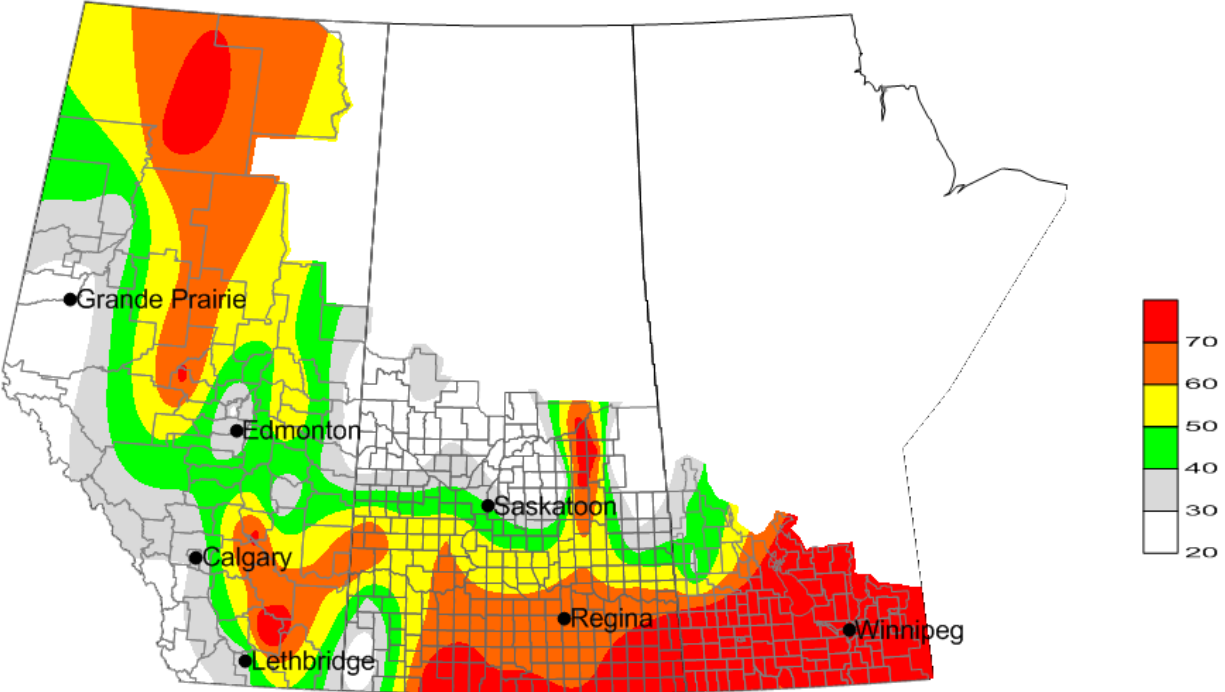 Grande Prairie
Edmonton
Saskatoon
Calgary
Regina
Winnipeg
Lethbridge
70
60
50
40
30
20